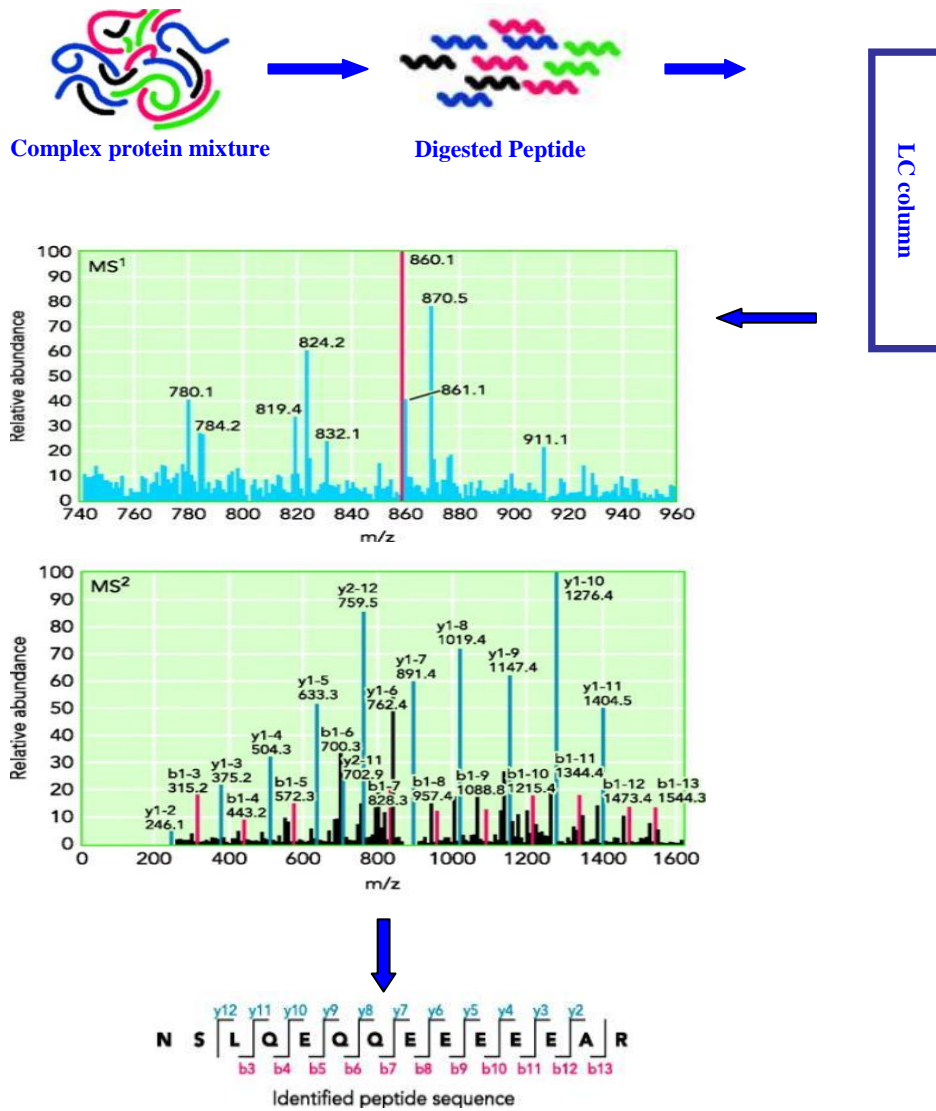 Complex protein mixture
Digested Peptide
LC column
MS1
Relative abundance
100
90
80
70
60
50
40
30
20
10
0
780.1
784.2
819.4
824.2
832.1
860.1
861.1
870.5
911.1
740 760 780 800 820 840 860 880 900 920 940 960
m/z
MS2
Relative abundance
100
90
80
70
60
50
40
30
20
10
0
y1-2
246.1
b1-3
315.2
y1-3
375.2
b1-4
443.2
y1-4
504.3
b1-5
572.3
y1-5
633.3
b1-6
700.3
y2-11
702.9
y2-12
759.5
y1-6
762.4
b1-7
828.3
y1-7
891.4
b1-8
957.4
y1-8
1019.4
b1-9
1088.8
y1-9
1147.4
b1-10
1215.4
y1-10
1276.4
b1-11
1344.4
y1-11
1404.5
b1-12
1473.4
b1-13
1544.3
0 200 400 600 800 1000 1200 1400 1600
m/z
y12 y11 y10 y9 y8 y7 y6 y5 y4 y3 y2
N S L Q E Q Q E E E E E A R
b3 b4 b5 b6 b7 b8 b9 b10 b11 b12 b13
Identified peptide sequence